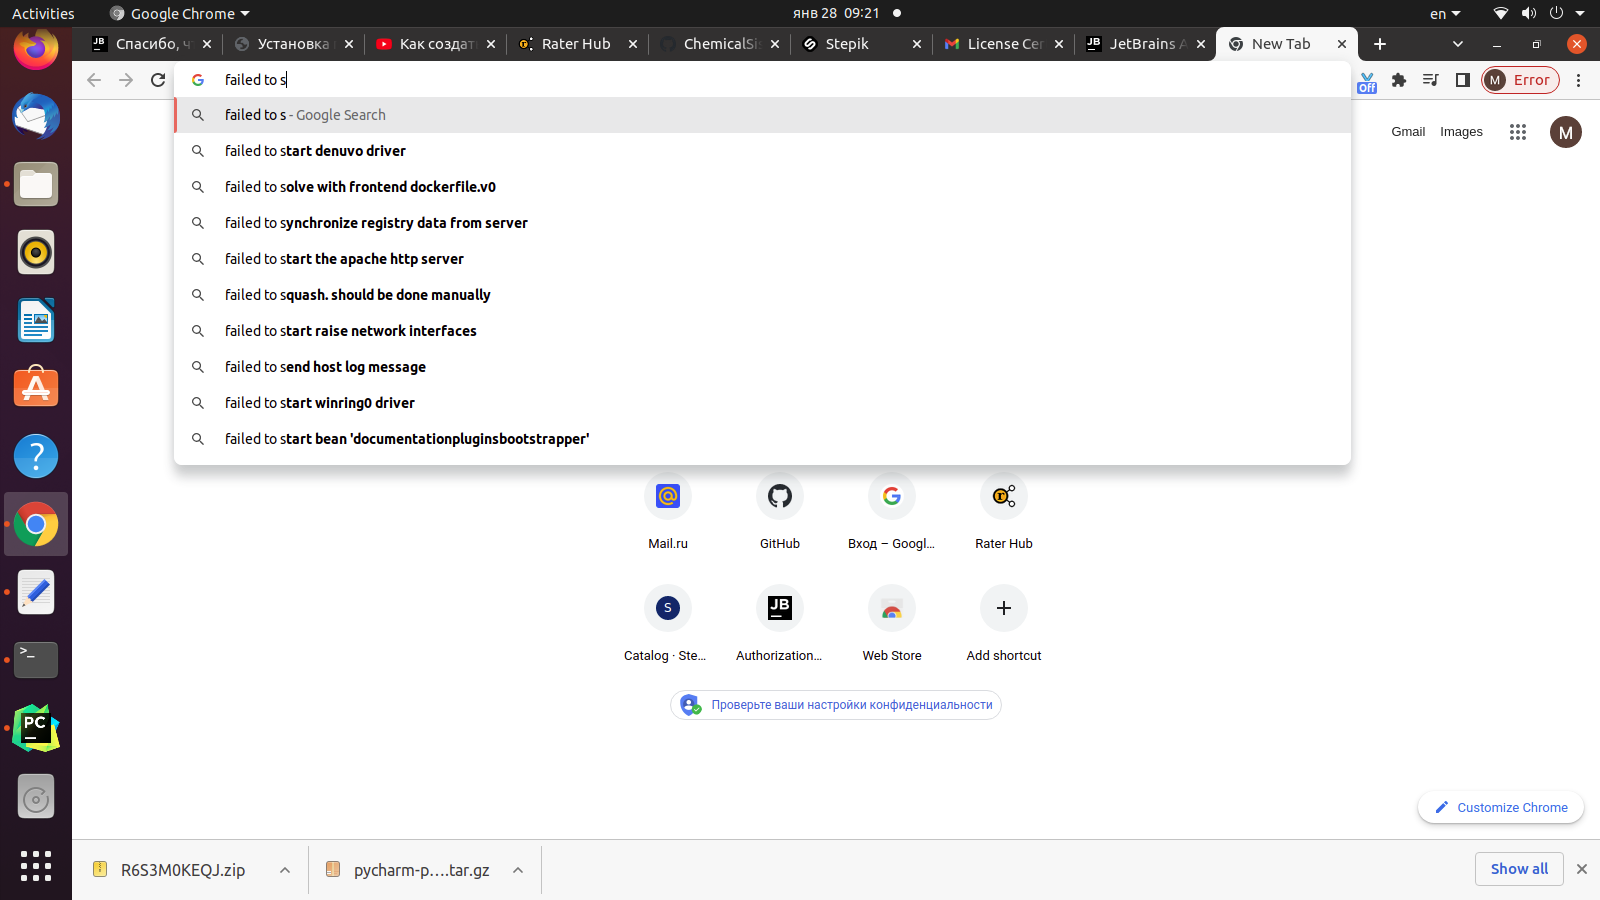 Activities
Google Chrome
янв 28 09:21
en
Спасибо, ч
Установка
Как создат
Rater Hub
ChemicalSis
Stepik
License Cer
JetBrains A
New Tab
failed to s
Off
M
Error
failed to s - Google Search
failed to start denuvo driver
failed to solve with frontend dockerfile.v0
failed to synchronize registry data from server
failed to start the apache http server
failed to squash. should be done manually
failed to start raise network interfaces
failed to send host log message
failed to start winring0 driver
failed to start bean 'documentationpluginsbootstrapper'
Gmail
Images
M
Mail.ru
GitHub
Вход – Googl...
Rater Hub
S
JB
Catalog · Ste...
Authorization...
Web Store
Add shortcut
Проверьте ваши настройки конфиденциальности
Customize Chrome
PC
R6S3M0KEQJ.zip
pycharm-p….tar.gz
Show all